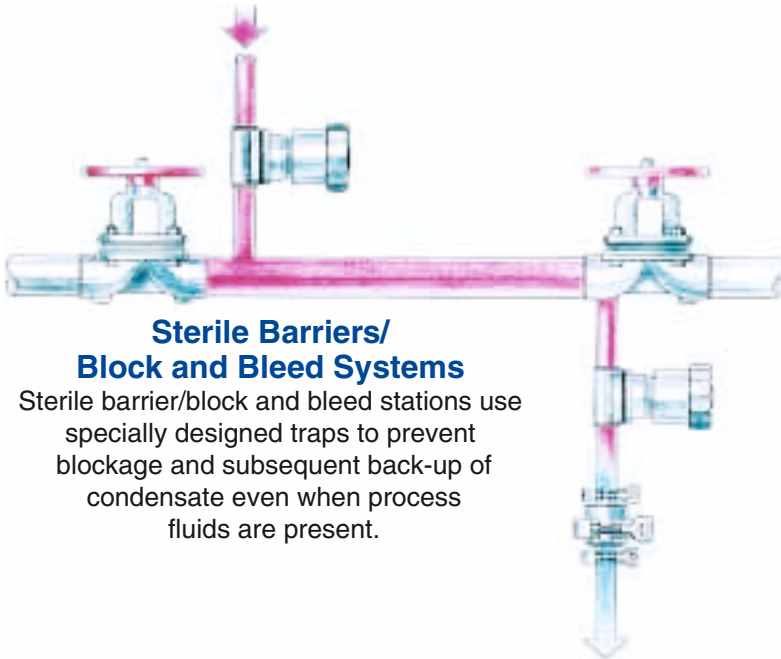 Sterile Barriers/
Block and Bleed Systems
Sterile barrier/block and bleed stations use
specially designed traps to prevent
blockage and subsequent back-up of
condensate even when process
fluids are present.